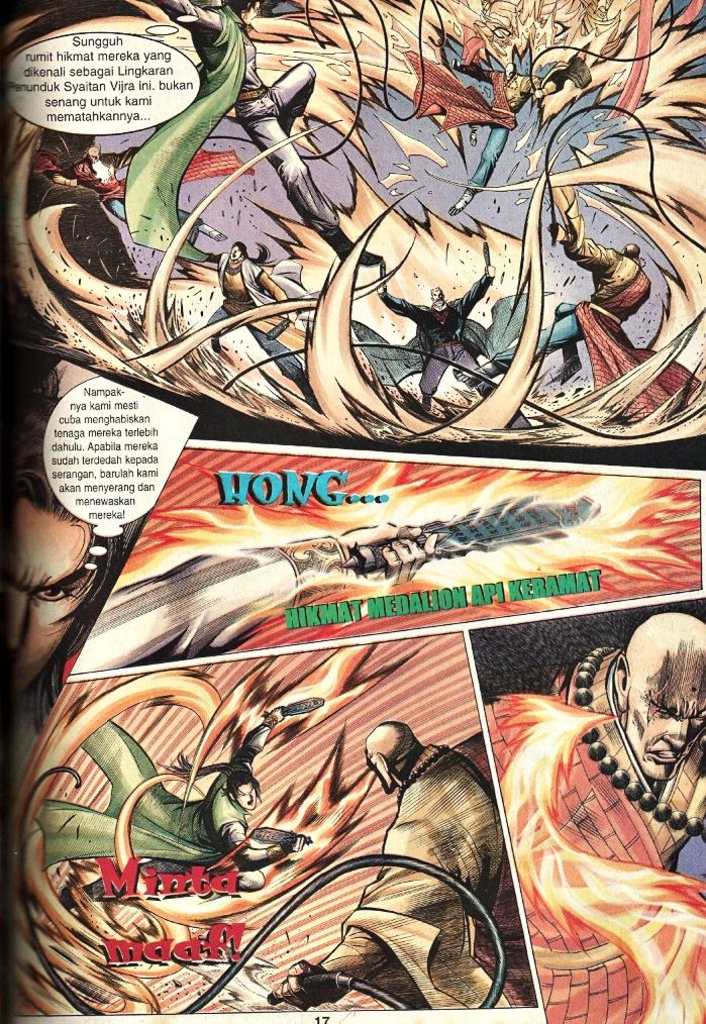 Sungguh
rumit hikmat mereka yang
dikenali sebagai Lingkaran
Penunduk Syaitan Vijra ini. bukan
senang untuk kami
mematahkannya...
Nampak-
nya kami mesti
cuba menghabiskan
tenaga mereka terlebih
dahulu. Apabila mereka
sudah terdedah kepada
serangan, barulah kami
akan menyerang dan
menewaskan
mereka!
HONG...
HIKMAT MEDALION API KERAMAT
Minta
maaf!
17